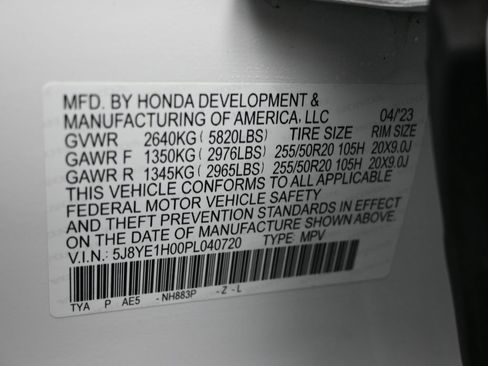 MFD. BY HONDA DEVELOPMENT &
MANUFACTURING OF AMERICA, LLC 04/'23
GVWR 2640KG ( 5820LBS) TIRE SIZE RIM SIZE
GAWR F 1350KG ( 2976LBS) 255/50R20 105H 20X9.0J
GAWR R 1345KG ( 2965LBS) 255/50R20 105H 20X9.0J
THIS VEHICLE CONFORMS TO ALL APPLICABLE
FEDERAL MOTOR VEHICLE SAFETY
AND THEFT PREVENTION STANDARDS IN EFFECT
ON THE DATE OF MANUFACTURE SHOWN ABOVE.
V.I.N.: 5J8YE1H00PL040720 TYPE: MPV
TYA P AE5 - NH883P - Z - L